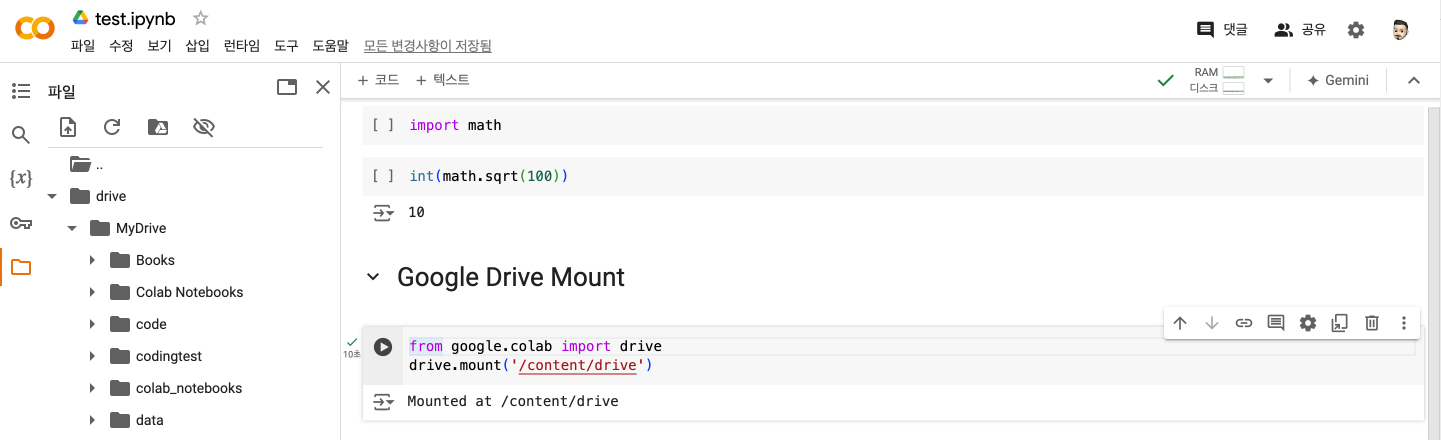 test.ipynb
파일 수정 보기 삽입 런타임 도구 도움말 모든 변경사항이 저장됨
댓글 공유
파일
..
drive
MyDrive
Books
Colab Notebooks
code
codingtest
colab_notebooks
data
{x}
+ 코드 + 텍스트
RAM
디스크
Gemini
[ ] import math
[ ] int(math.sqrt(100))
10
Google Drive Mount
10초
from google.colab import drive
drive.mount('/content/drive')
Mounted at /content/drive